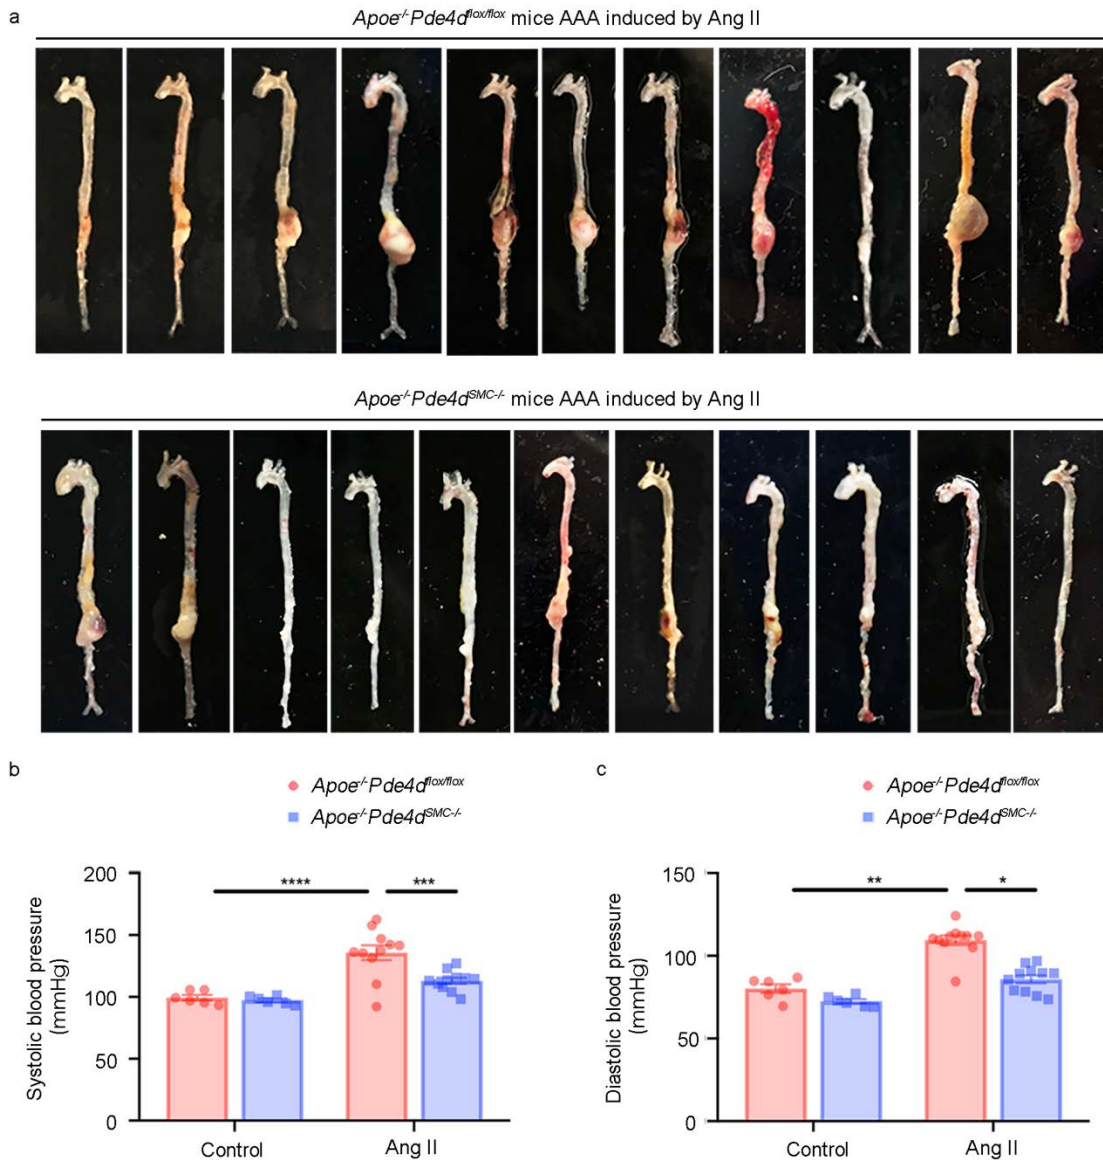 a
Apoe-/-Pde4dflox/flox mice AAA induced by Ang II
Apoe-/-Pde4dSMC-/- mice AAA induced by Ang II
b
Apoe-/-Pde4dflox/flox
Apoe-/-Pde4dSMC-/-
Systolic blood pressure
(mmHg)
200
150
100
50
0
****
***
Control
Ang II
c
Apoe-/-Pde4dflox/flox
Apoe-/-Pde4dSMC-/-
Diastolic blood pressure
(mmHg)
150
100
50
0
**
*
Control
Ang II